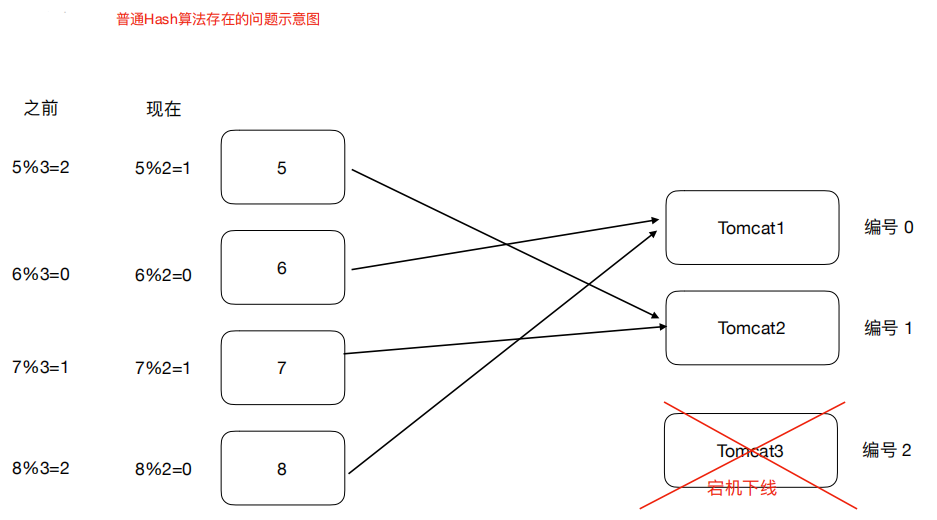 普通Hash算法存在的问题示意图
之前 现在
5%3=2 5%2=1 5
Tomcat1 编号 0
6%3=0 6%2=0 6
Tomcat2 编号 1
7%3=1 7%2=1 7
Tomcat3 编号 2
8%3=2 8%2=0 8
宕机下线